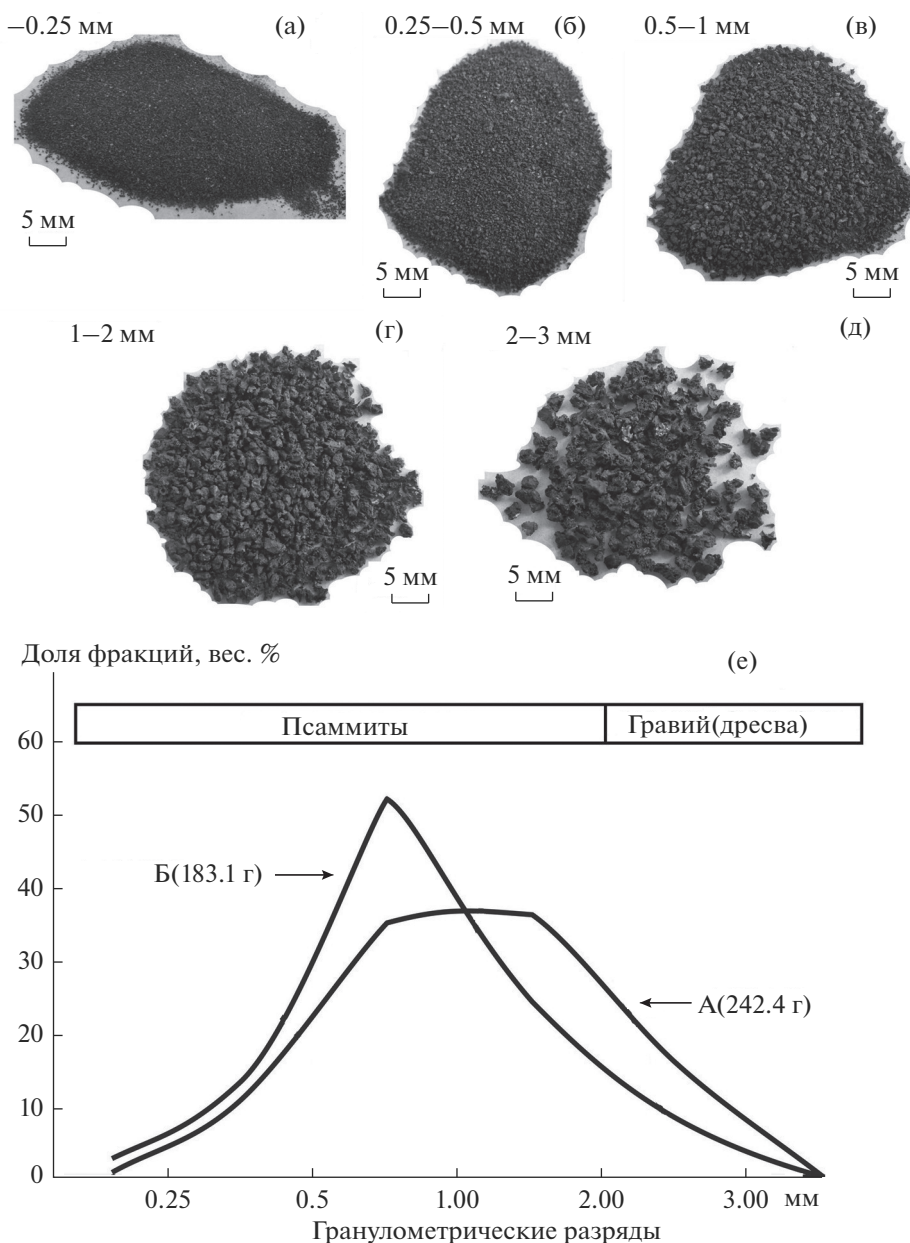 −0.25 мм
(а)
0.25−0.5 мм
(б)
0.5−1 мм
(в)
5 мм
5 мм
5 мм
1−2 мм
(г)
2−3 мм
(д)
5 мм
5 мм
Доля фракций, вес. %
(е)
Псаммиты
Гравий(дресва)
60
50
Б(183.1 г)
40
30
А(242.4 г)
20
10
0
0.25 0.5 1.00 2.00 3.00 мм
Гранулометрические разряды